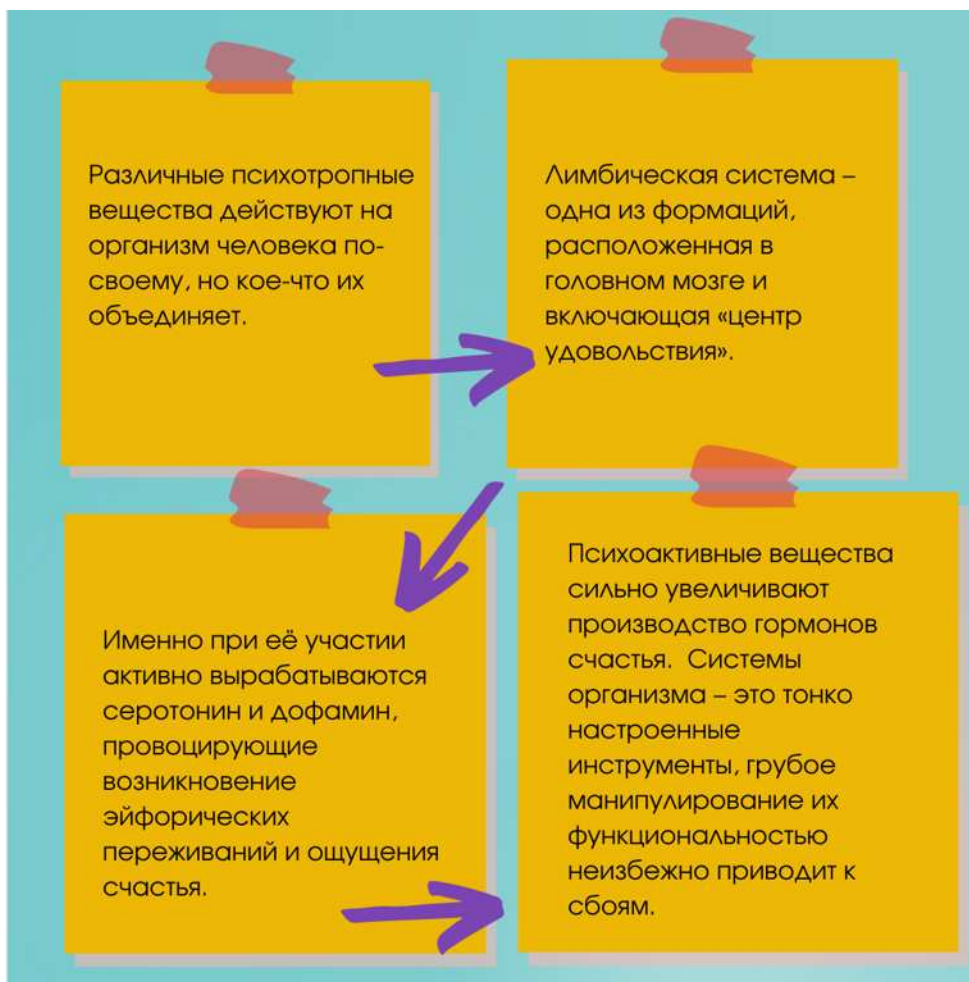 Различные психотропные
вещества действуют на
организм человека по-
своему, но кое-что их
объединяет.
Лимбическая система –
одна из формаций,
расположенная в
головном мозге и
включающая «центр
удовольствия».
Именно при её участии
активно вырабатываются
серотонин и дофамин,
провоцирующие
возникновение
эйфорических
переживаний и ощущения
счастья.
Психоактивные вещества
сильно увеличивают
производство гормонов
счастья. Системы
организма – это тонко
настроенные
инструменты, грубое
манипулирование их
функциональностью
неизбежно приводит к
сбоям.